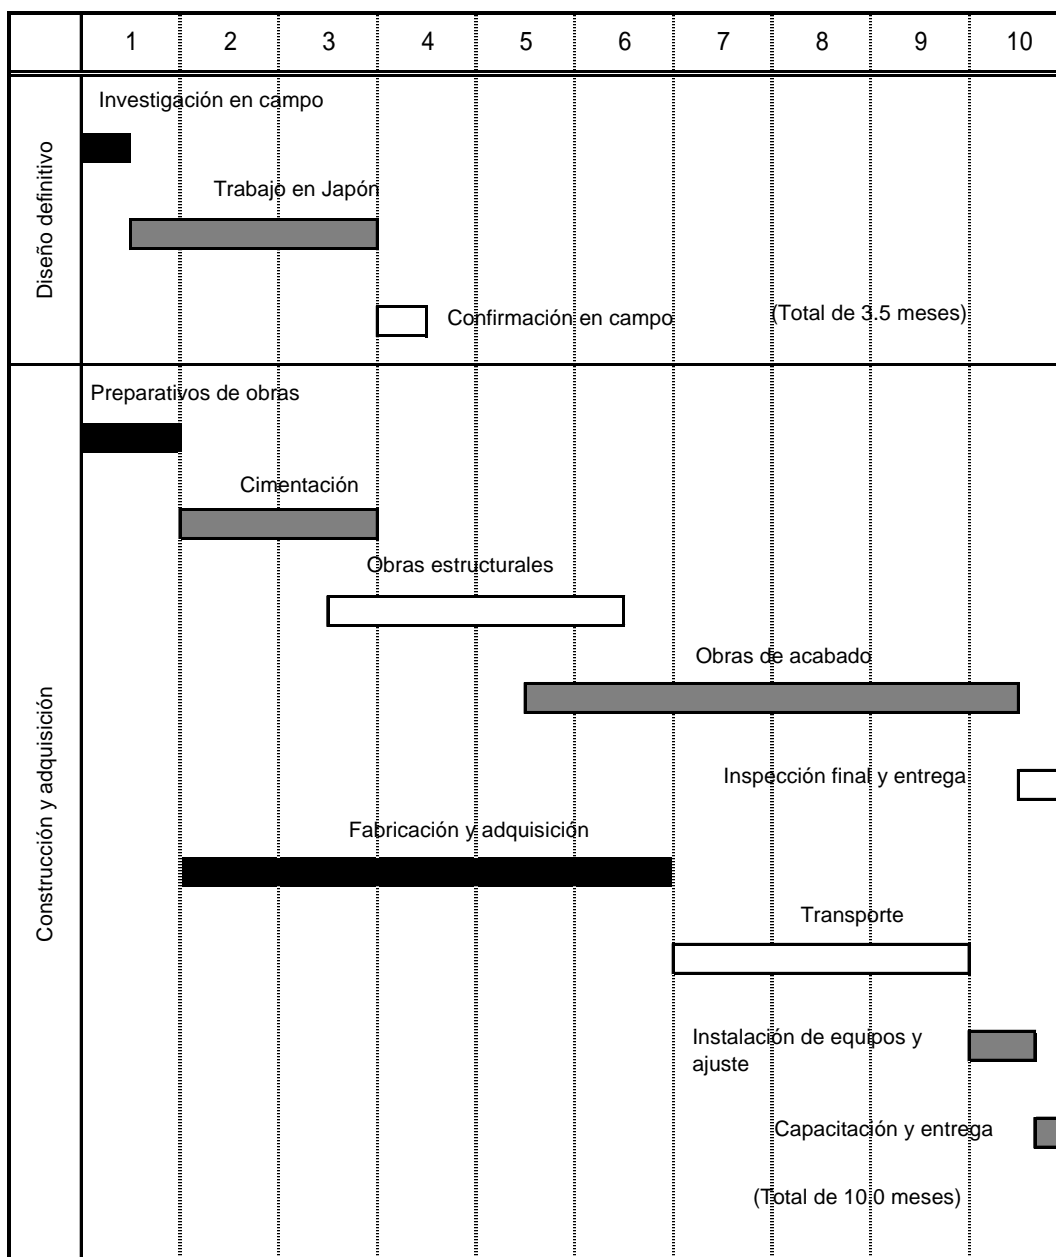 1 2 3 4 5 6 7 8 9 10
Diseño definitivo
Investigación en campo
Trabajo en Japón
Confirmación en campo (Total de 3.5 meses)
Construcción y adquisición
Preparativos de obras
Cimentación
Obras estructurales
Obras de acabado
Inspección final y entrega
Fabricación y adquisición
Transporte
Instalación de equipos y
ajuste
Capacitación y entrega
(Total de 10.0 meses)